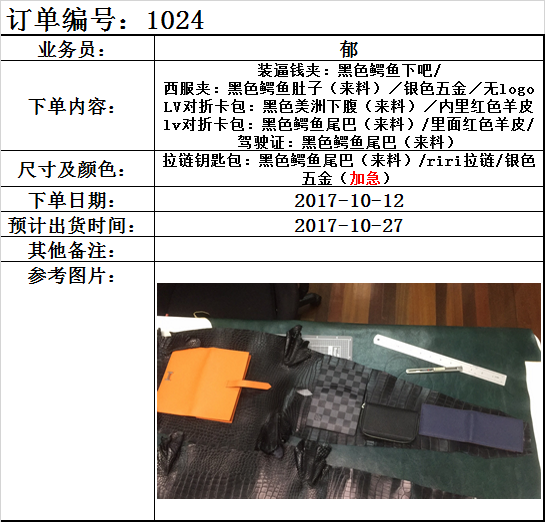 订单编号：1024
业务员：
郁
下单内容：
装逼钱夹：黑色鳄鱼下吧/
西服夹：黑色鳄鱼肚子（来料）／银色五金／无logo
LV对折卡包：黑色美洲下腹（来料）／内里红色羊皮
lv对折卡包：黑色鳄鱼尾巴（来料）/里面红色羊皮/
驾驶证：黑色鳄鱼尾巴（来料）
尺寸及颜色：
拉链钥匙包：黑色鳄鱼尾巴（来料）/riri拉链/银色
五金（加急）
下单日期：
2017-10-12
预计出货时间：
2017-10-27
其他备注：
参考图片：